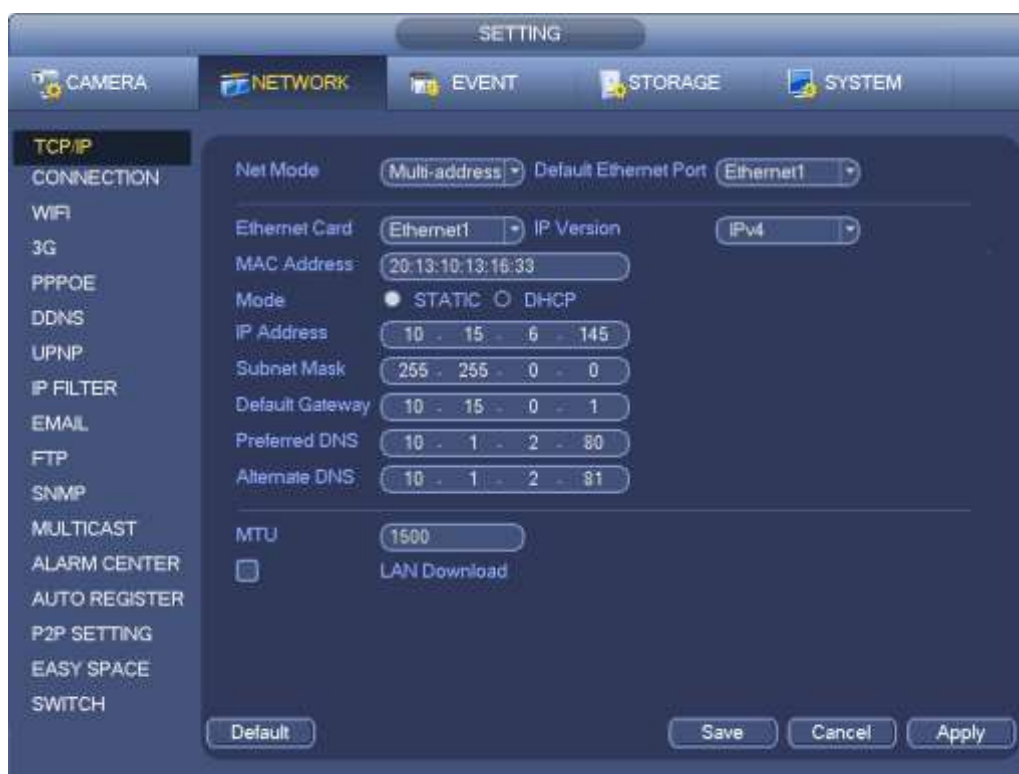 SETTING
CAMERA NETWORK EVENT STORAGE SYSTEM
TCP/IP
CONNECTION
WIFI
3G
PPPOE
DDNS
UPNP
IP FILTER
EMAIL
FTP
SNMP
MULTICAST
ALARM CENTER
AUTO REGISTER
P2P SETTING
EASY SPACE
SWITCH
Net Mode Multi-address Default Ethernet Port Ethernet1
Ethernet Card Ethernet1 IP Version IPv4
MAC Address 20:13:10:13:16:33
Mode STATIC DHCP
IP Address 10 . 15 . 6 . 145
Subnet Mask 255 . 255 . 0 . 0
Default Gateway 10 . 15 . 0 . 1
Preferred DNS 10 . 1 . 2 . 80
Alternate DNS 10 . 1 . 2 . 81
MTU 1500
LAN Download
Default Save Cancel Apply